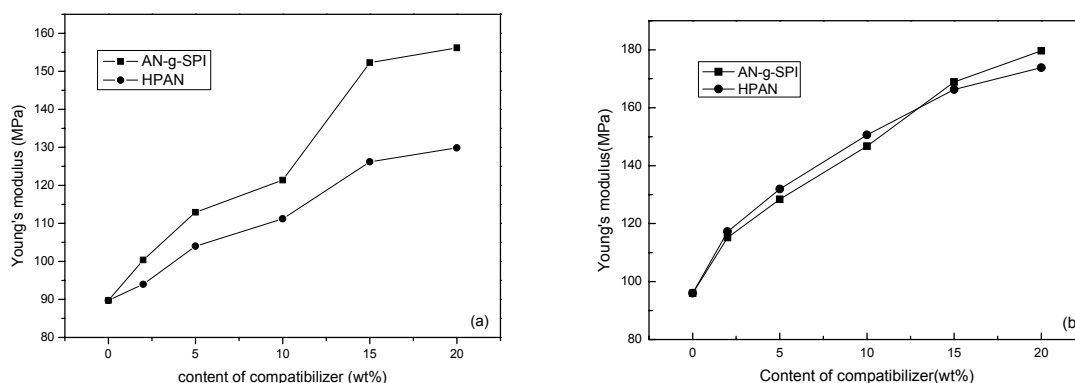 160
150
140
130
120
110
100
90
80
Young's modulus (MPa)
AN-g-SPI
HPAN
(a)
0 5 10 15 20
content of compatibilizer (wt%)
180
160
140
120
100
80
Young's modulus(MPa)
AN-g-SPI
HPAN
(b
0 5 10 15 20
Content of compatibilizer(wt%)